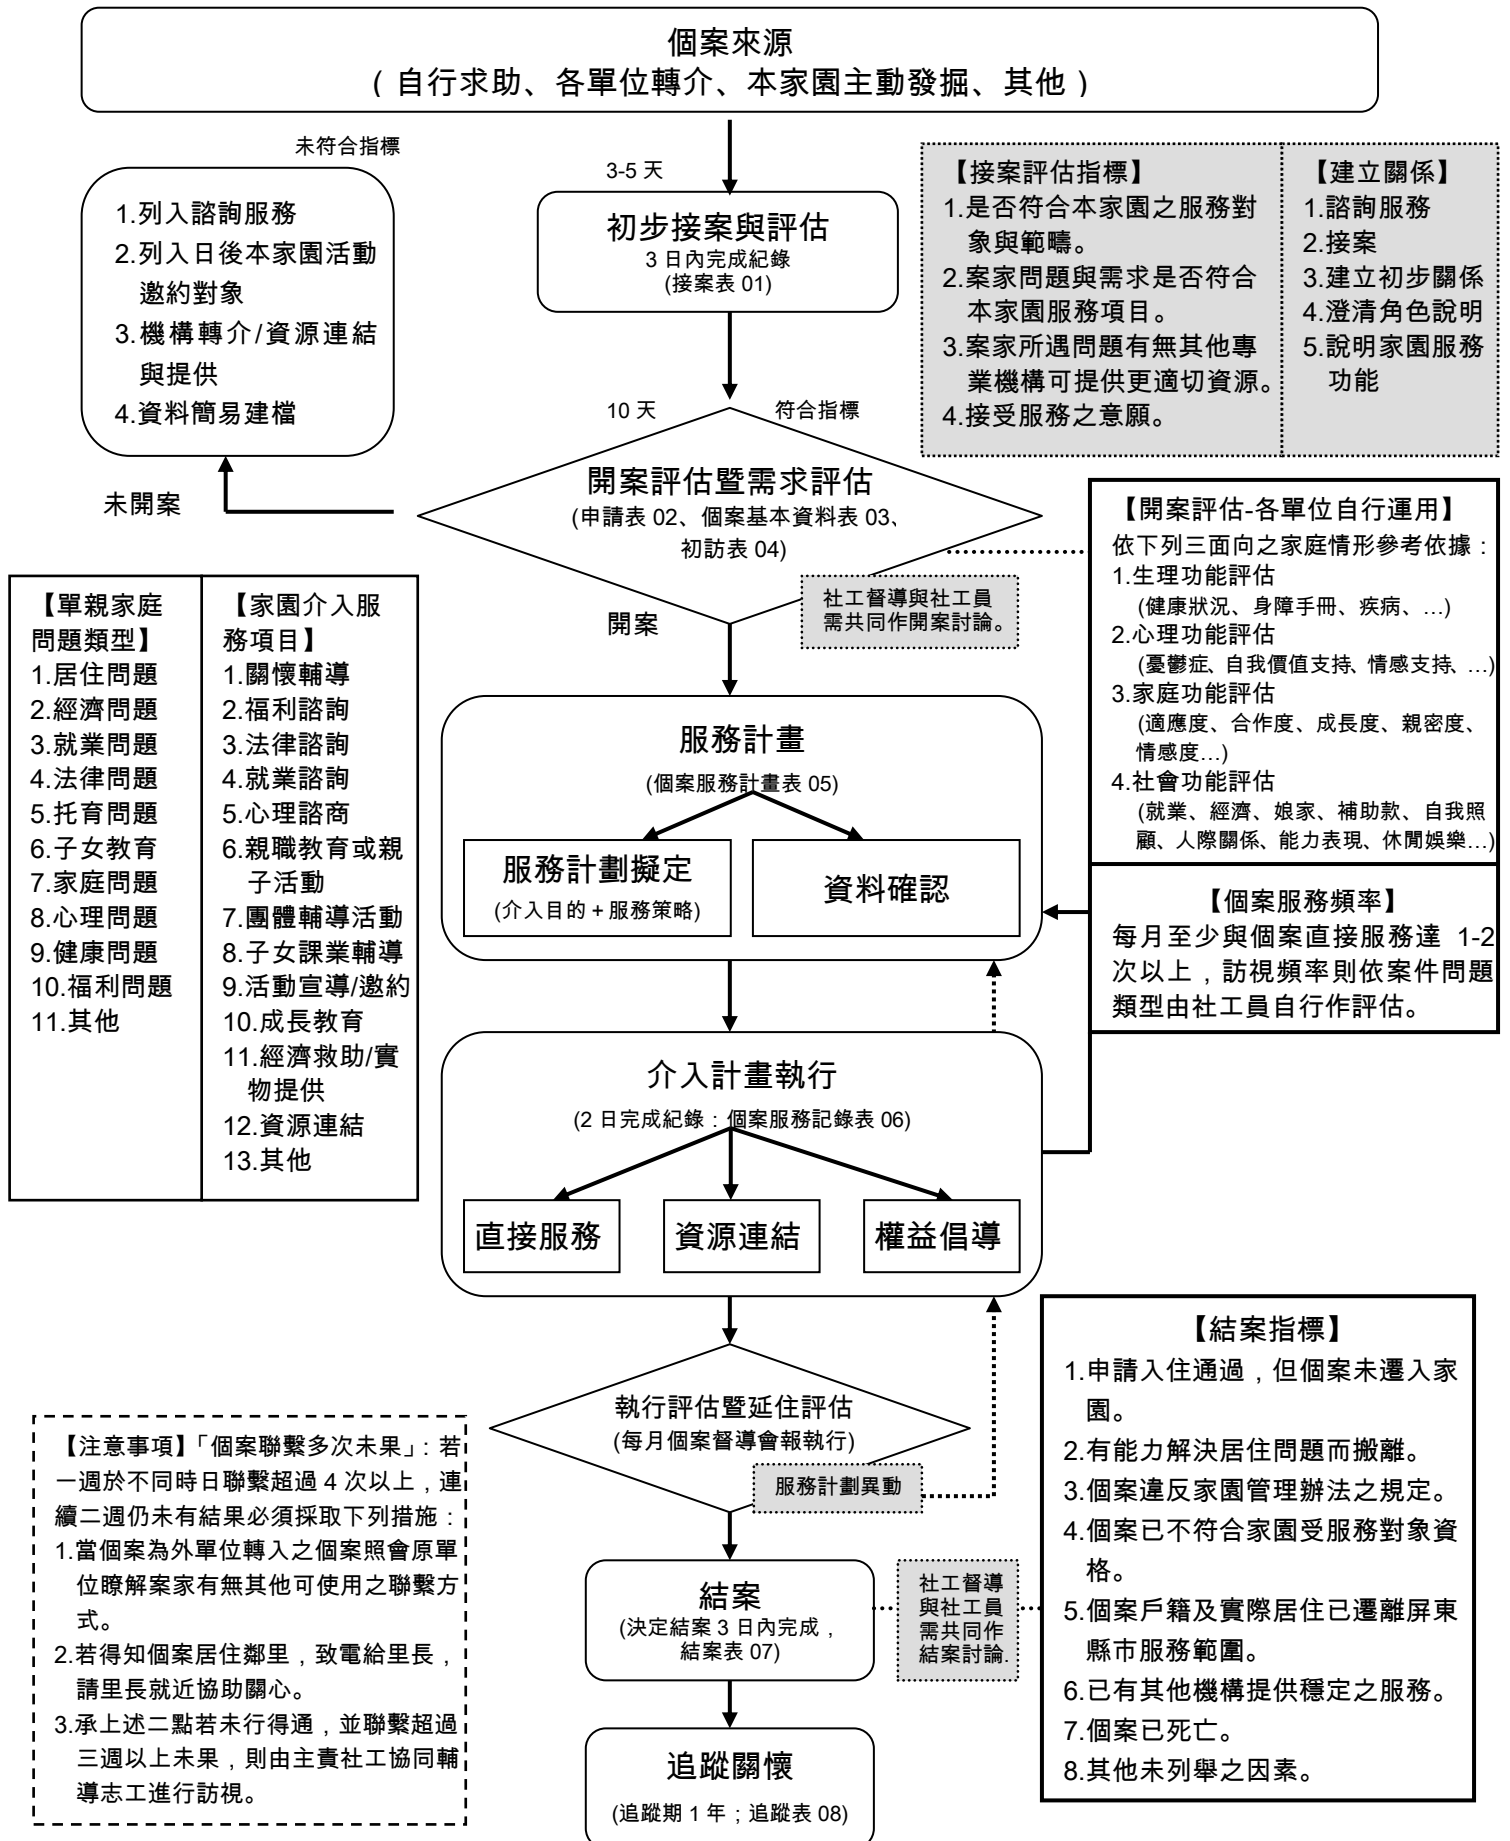 個案來源
（自行求助、各單位轉介、本家園主動發掘、其他）
未符合指標
1.列入諮詢服務
2.列入日後本家園活動
邀約對象
3.機構轉介/資源連結
與提供
4.資料簡易建檔
3-5 天
初步接案與評估
3 日內完成紀錄
(接案表 01)
【接案評估指標】
1.是否符合本家園之服務對
象與範疇。
2.案家問題與需求是否符合
本家園服務項目。
3.案家所遇問題有無其他專
業機構可提供更適切資源。
4.接受服務之意願。
【建立關係】
1.諮詢服務
2.接案
3.建立初步關係
4.澄清角色說明
5.說明家園服務
功能
10 天
符合指標
開案評估暨需求評估
(申請表 02、個案基本資料表 03、
初訪表 04)
未開案
開案
社工督導與社工員
需共同作開案討論。
【開案評估-各單位自行運用】
依下列三面向之家庭情形參考依據：
1.生理功能評估
(健康狀況、身障手冊、疾病、…)
2.心理功能評估
(憂鬱症、自我價值支持、情感支持、…)
3.家庭功能評估
(適應度、合作度、成長度、親密度、
情感度…)
4.社會功能評估
(就業、經濟、娘家、補助款、自我照
顧、人際關係、能力表現、休閒娛樂…)
【個案服務頻率】
每月至少與個案直接服務達 1-2
次以上，訪視頻率則依案件問題
類型由社工員自行作評估。
【單親家庭
問題類型】
1.居住問題
2.經濟問題
3.就業問題
4.法律問題
5.托育問題
6.子女教育
7.家庭問題
8.心理問題
9.健康問題
10.福利問題
11.其他
【家園介入服
務項目】
1.關懷輔導
2.福利諮詢
3.法律諮詢
4.就業諮詢
5.心理諮商
6.親職教育或親
子活動
7.團體輔導活動
8.子女課業輔導
9.活動宣導/邀約
10.成長教育
11.經濟救助/實
物提供
12.資源連結
13.其他
服務計畫
(個案服務計畫表 05)
服務計劃擬定
(介入目的＋服務策略)
資料確認
介入計畫執行
(2 日完成紀錄：個案服務記錄表 06)
直接服務
資源連結
權益倡導
執行評估暨延住評估
(每月個案督導會報執行)
服務計劃異動
結案
(決定結案 3 日內完成，
結案表 07)
社工督導
與社工員
需共同作
結案討論.
追蹤關懷
(追蹤期 1 年；追蹤表 08)
【注意事項】「個案聯繫多次未果」：若
一週於不同時日聯繫超過 4 次以上，連
續二週仍未有結果必須採取下列措施：
1.當個案為外單位轉入之個案照會原單
位瞭解案家有無其他可使用之聯繫方
式。
2.若得知個案居住鄰里，致電給里長，
請里長就近協助關心。
3.承上述二點若未行得通，並聯繫超過
三週以上未果，則由主責社工協同輔
導志工進行訪視。
【結案指標】
1.申請入住通過，但個案未遷入家
園。
2.有能力解決居住問題而搬離。
3.個案違反家園管理辦法之規定。
4.個案已不符合家園受服務對象資
格。
5.個案戶籍及實際居住已遷離屏東
縣市服務範圍。
6.已有其他機構提供穩定之服務。
7.個案已死亡。
8.其他未列舉之因素。